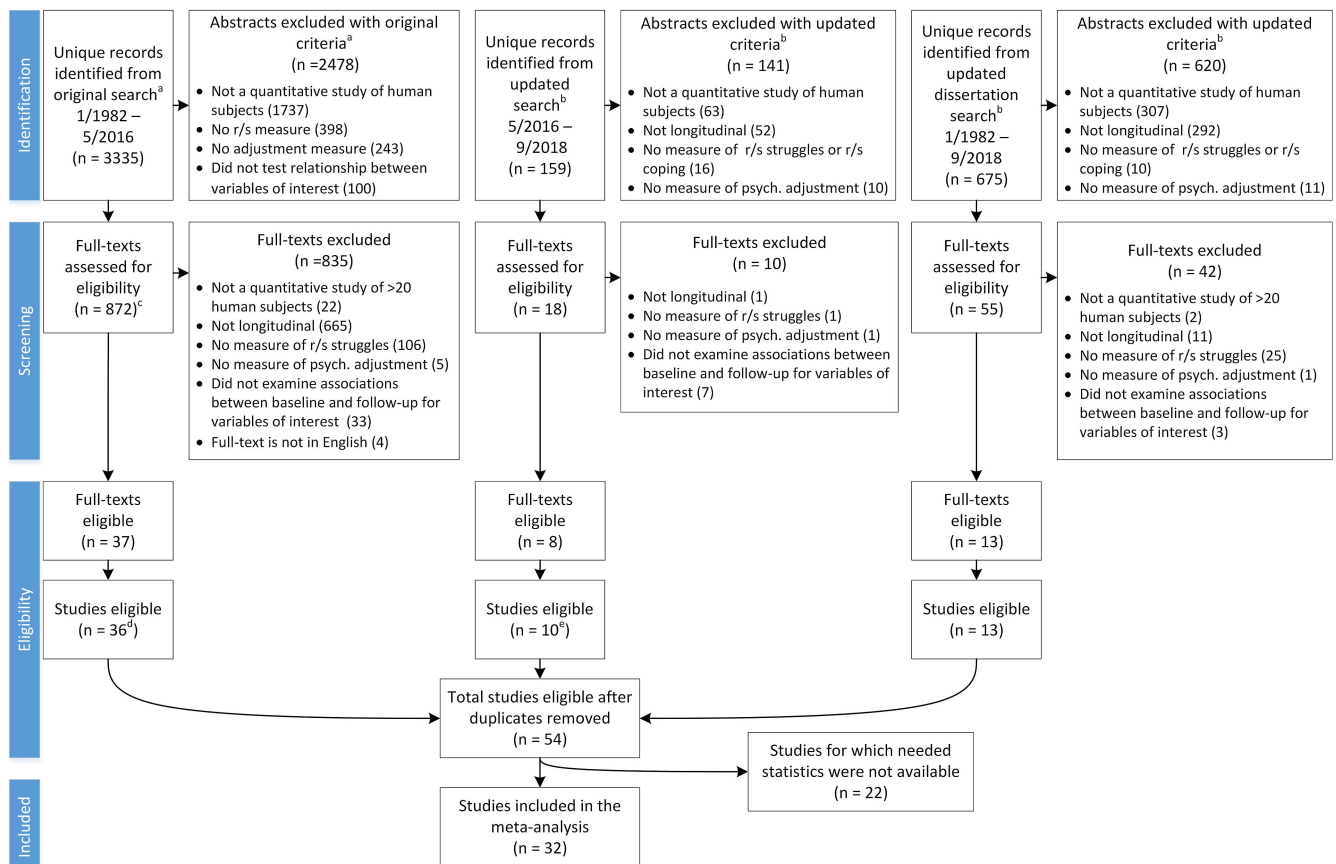 Identification
Unique records
identified from
original searchᵃ
1/1982 –
5/2016
(n = 3335)
Abstracts excluded with original
criteriaᵃ
(n =2478)
• Not a quantitative study of human
subjects (1737)
• No r/s measure (398)
• No adjustment measure (243)
• Did not test relationship between
variables of interest (100)
Unique records
identified from
updated
searchᵇ
5/2016 –
9/2018
(n = 159)
Abstracts excluded with updated
criteriaᵇ
(n = 141)
• Not a quantitative study of human
subjects (63)
• Not longitudinal (52)
• No measure of r/s struggles or r/s
coping (16)
• No measure of psych. adjustment (10)
Unique records
identified from
updated
dissertation
searchᵇ
1/1982 –
9/2018
(n = 675)
Abstracts excluded with updated
criteriaᵇ
(n = 620)
• Not a quantitative study of human
subjects (307)
• Not longitudinal (292)
• No measure of r/s struggles or r/s
coping (10)
• No measure of psych. adjustment (11)
Screening
Full-texts
assessed for
eligibility
(n = 872)ᶜ
Full-texts excluded
(n =835)
• Not a quantitative study of >20
human subjects (22)
• Not longitudinal (665)
• No measure of r/s struggles (106)
• No measure of psych. adjustment (5)
• Did not examine associations
between baseline and follow-up for
variables of interest (33)
• Full-text is not in English (4)
Full-texts
assessed for
eligibility
(n = 18)
Full-texts excluded
(n = 10)
• Not longitudinal (1)
• No measure of r/s struggles (1)
• No measure of psych. adjustment (1)
• Did not examine associations between
baseline and follow-up for variables of
interest (7)
Full-texts
assessed for
eligibility
(n = 55)
Full-texts excluded
(n = 42)
• Not a quantitative study of >20
human subjects (2)
• Not longitudinal (11)
• No measure of r/s struggles (25)
• No measure of psych. adjustment (1)
• Did not examine associations
between baseline and follow-up for
variables of interest (3)
Eligibility
Full-texts
eligible
(n = 37)
Full-texts
eligible
(n = 8)
Full-texts
eligible
(n = 13)
Studies eligible
(n = 36ᵈ)
Studies eligible
(n = 10ᵉ)
Studies eligible
(n = 13)
Total studies eligible after
duplicates removed
(n = 54)
Studies for which needed
statistics were not available
(n = 22)
Included
Studies included in the
meta-analysis
(n = 32)